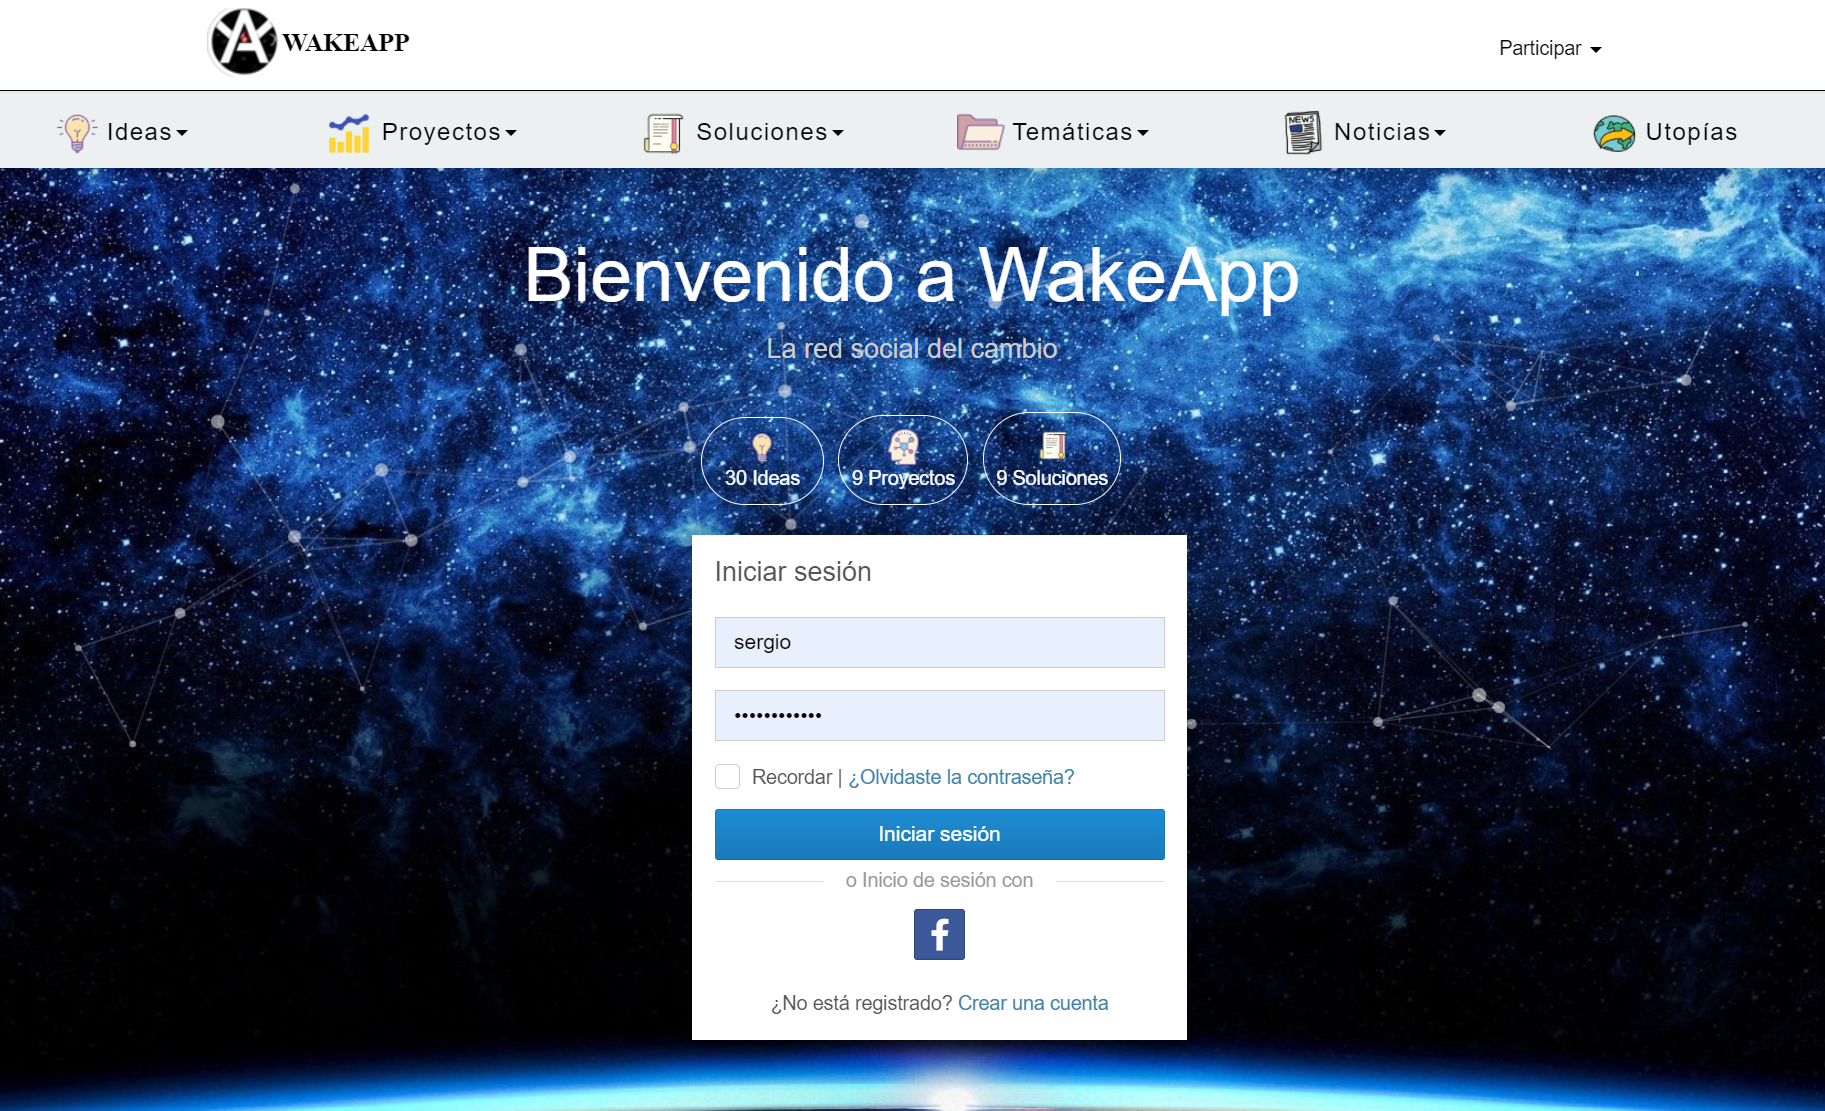 WAKEAPP
Participar
Ideas
Proyectos
Soluciones
NEWS
Temáticas
Noticias
Utopías
Bienvenido a WakeApp
La red social del cambio
30 Ideas
9 Proyectos
9 Soluciones
Iniciar sesión
sergio
••••••••••••
Recordar | ¿Olvidaste la contraseña?
Iniciar sesión
o Inicio de sesión con
f
¿No está registrado? Crear una cuenta